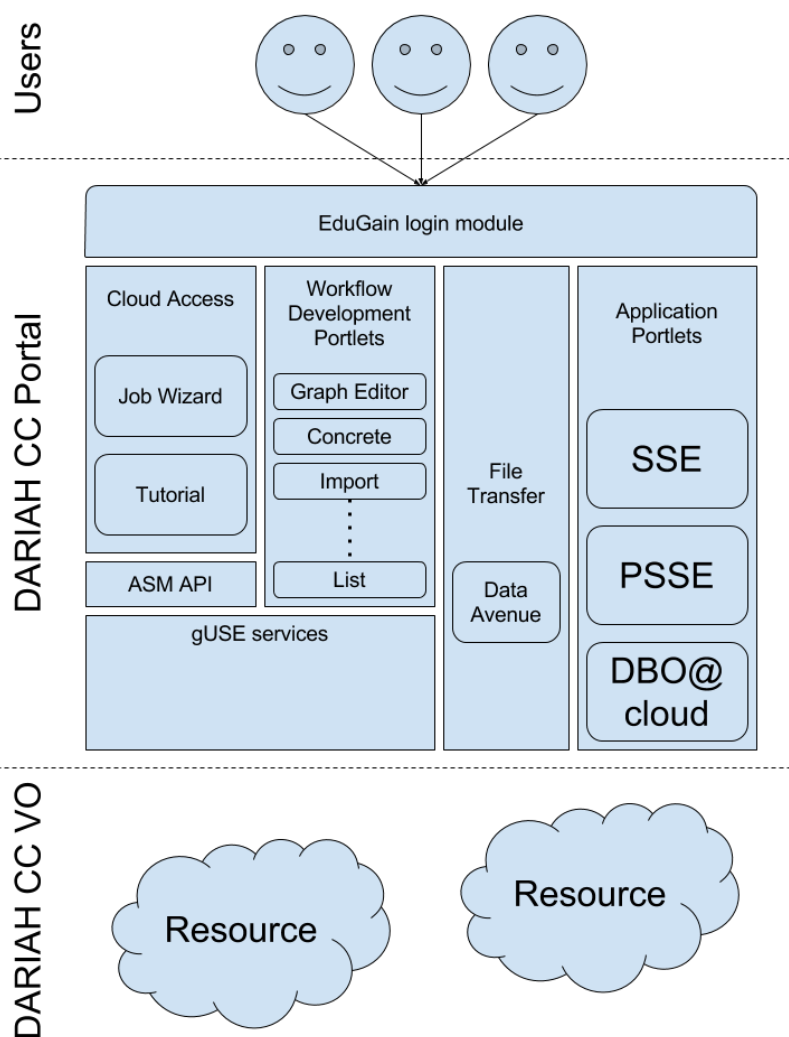 Users
DARIAH CC Portal
EduGain login module
Cloud Access
Job Wizard
Tutorial
ASM API
Workflow
Development
Portlets
Graph Editor
Concrete
Import
List
gUSE services
File
Transfer
Data
Avenue
Application
Portlets
SSE
PSSE
DBO@
cloud
DARIAH CC VO
Resource
Resource